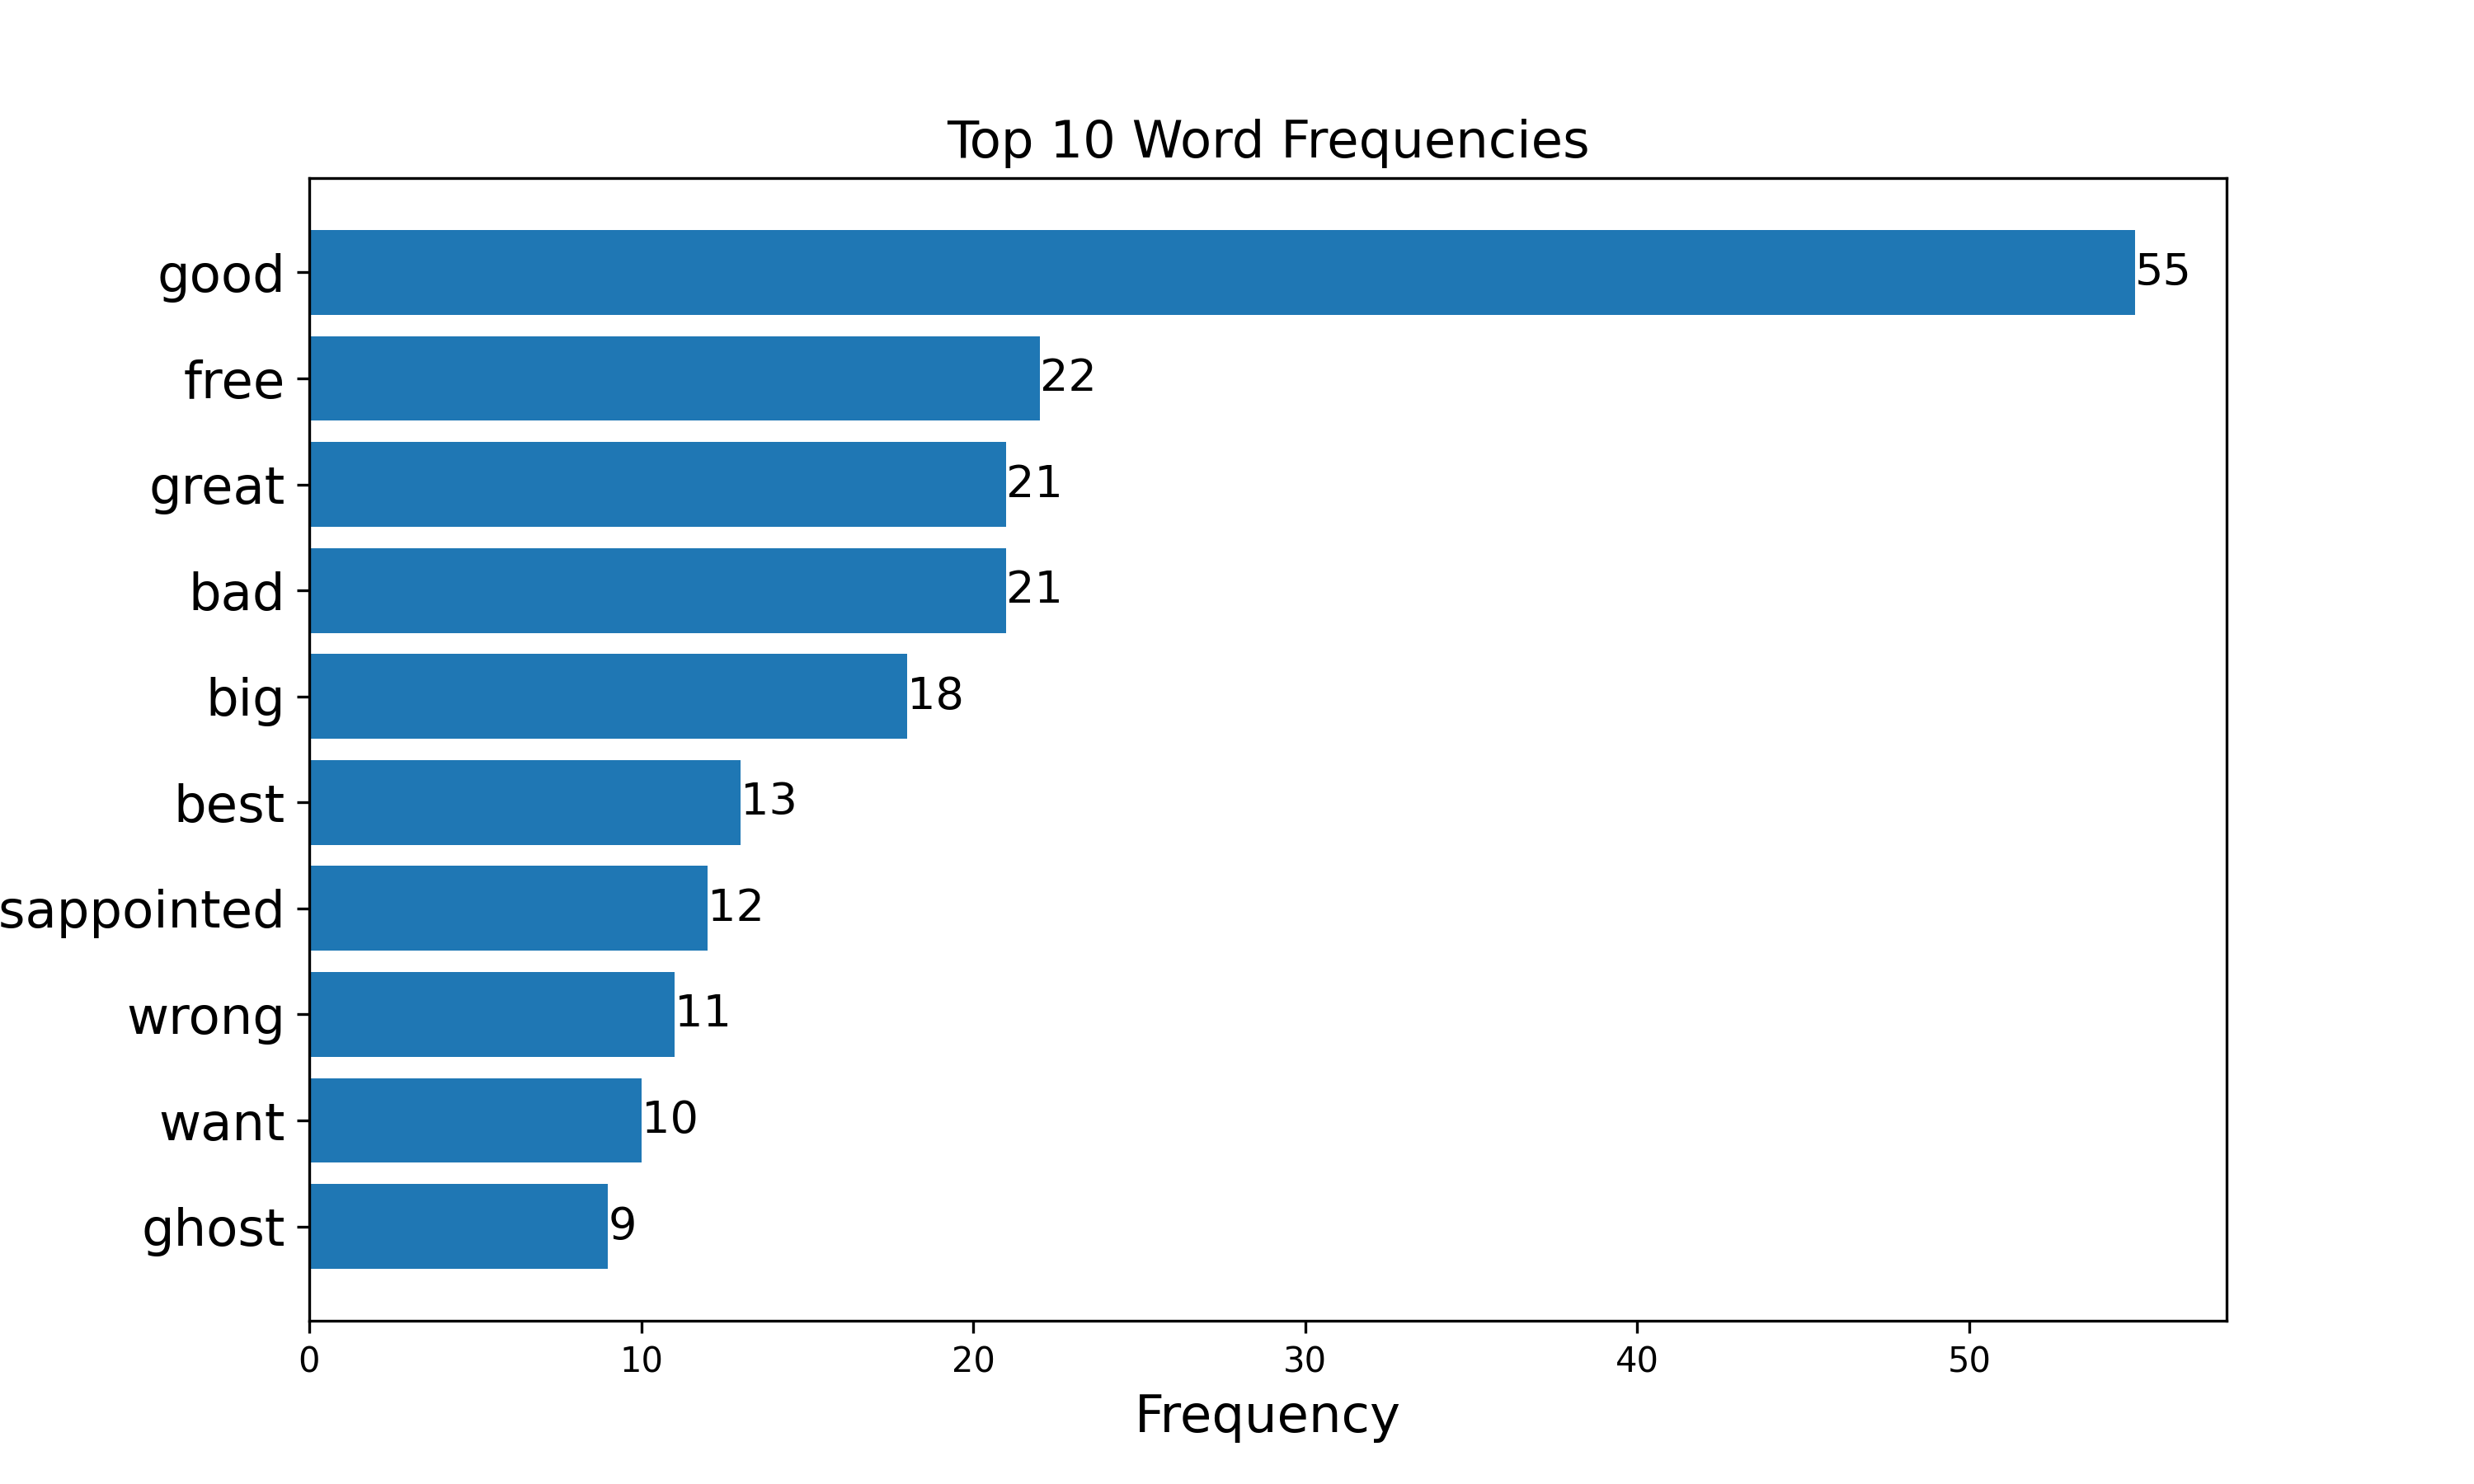 Top 10 Word Frequencies
good 55
free 22
great 21
bad 21
big 18
best 13
sappointed 12
wrong 11
want 10
ghost 9
0 10 20 30 40 50
Frequency